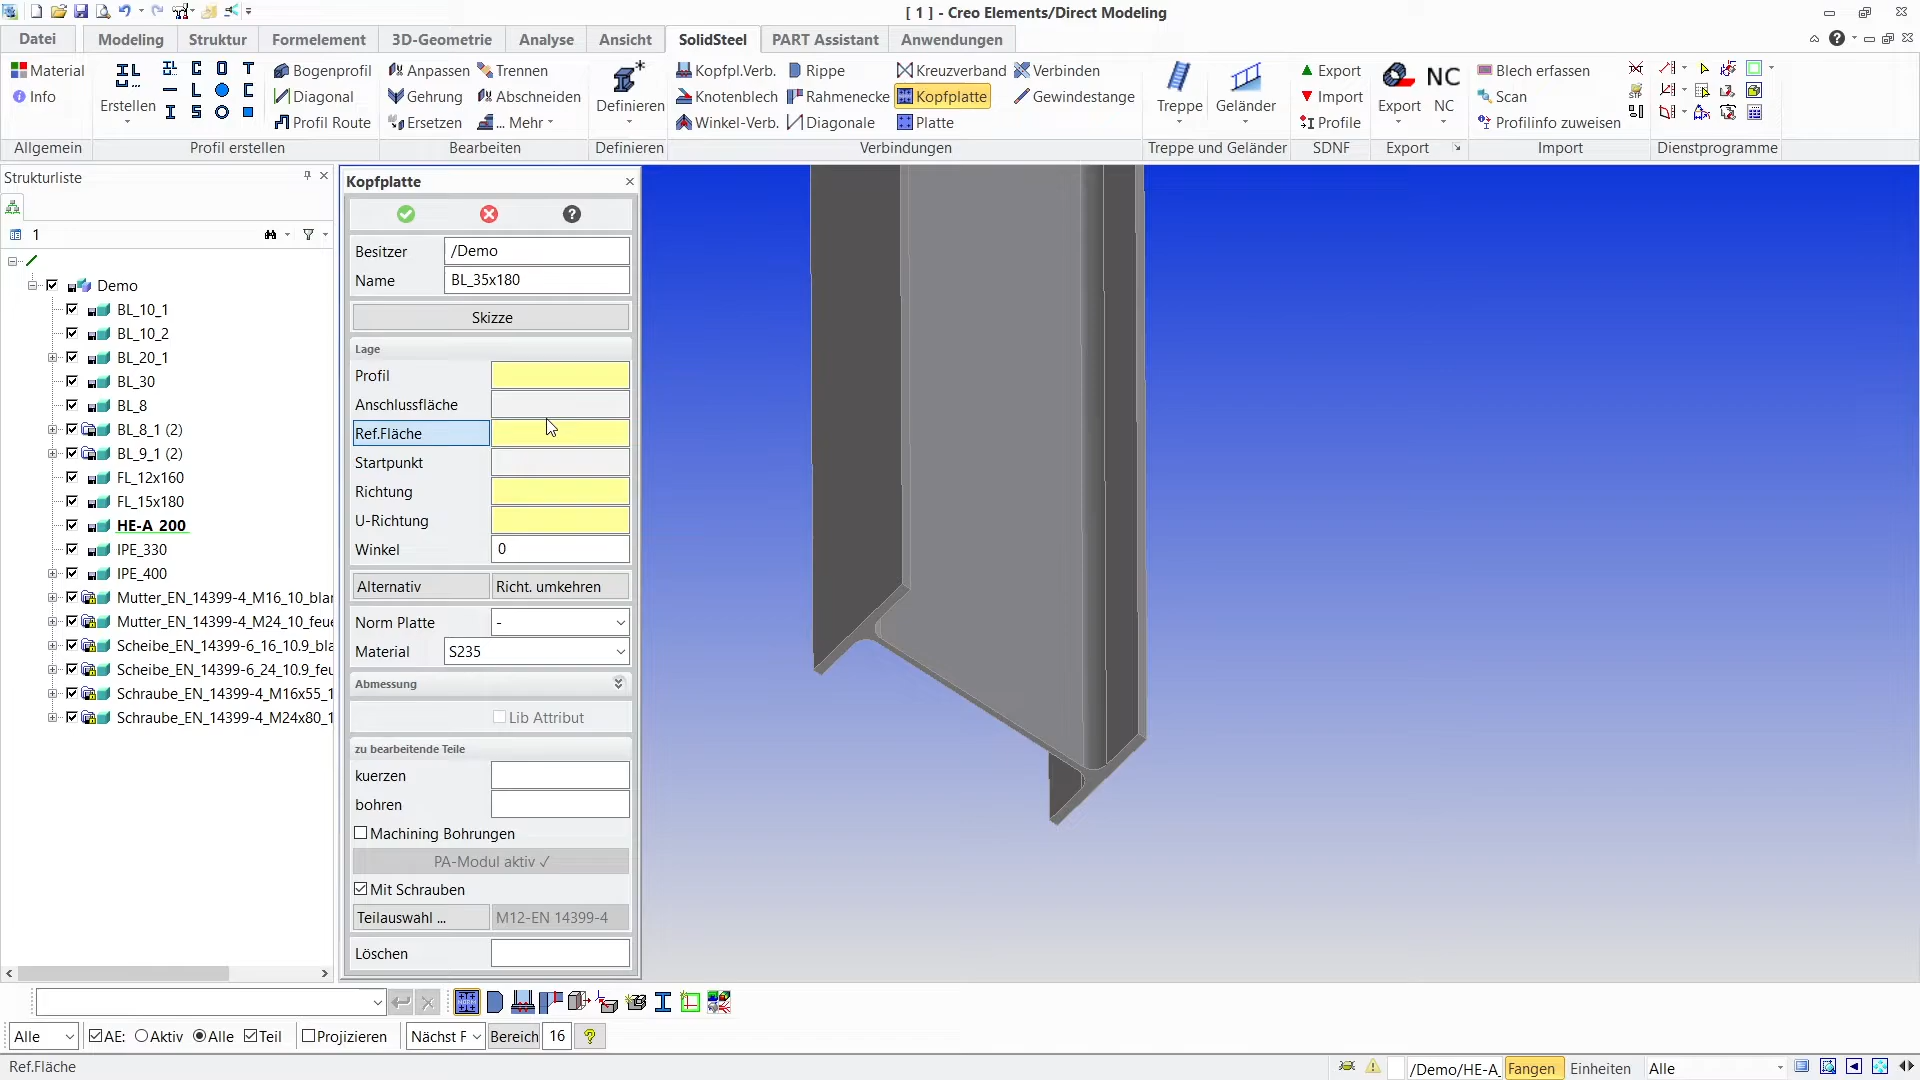 [ 1 ] - Creo Elements/Direct Modeling
Datei
Modeling
Struktur
Formelement
3D-Geometrie
Analyse
Ansicht
SolidSteel
PART Assistant
Anwendungen
Material
Info
Allgemein
Erstellen
Bogenprofil
Diagonal
Profil Route
Profil erstellen
Anpassen
Trennen
Gehrung
Abschneiden
Ersetzen
... Mehr
Bearbeiten
Definieren
Definieren
Kopfpl.Verb.
Rippe
Kreuzverband
Verbinden
Knotenblech
Rahmenecke
Kopfplatte
Gewindestange
Winkel-Verb.
Diagonale
Platte
Verbindungen
Treppe
Geländer
Treppe und Geländer
Export
Import
Profile
SDNF
Export
NC
NC
Export
Blech erfassen
Scan
Profilinfo zuweisen
Import
Dienstprogramme
Strukturliste
1
Demo
BL_10_1
BL_10_2
BL_20_1
BL_30
BL_8
BL_8_1 (2)
BL_9_1 (2)
FL_12x160
FL_15x180
HE-A_200
IPE_330
IPE_400
Mutter_EN_14399-4_M16_10_blan
Mutter_EN_14399-4_M24_10_feue
Scheibe_EN_14399-6_16_10.9_bla
Scheibe_EN_14399-6_24_10.9_feu
Schraube_EN_14399-4_M16x55_1
Schraube_EN_14399-4_M24x80_1
Kopfplatte
Besitzer
/Demo
Name
BL_35x180
Skizze
Lage
Profil
Anschlussfläche
Ref.Fläche
Startpunkt
Richtung
U-Richtung
Winkel
0
Alternativ
Richt. umkehren
Norm Platte
-
Material
S235
Abmessung
Lib Attribut
zu bearbeitende Teile
kuerzen
bohren
Machining Bohrungen
PA-Modul aktiv ✓
Mit Schrauben
Teilauswahl ...
M12-EN 14399-4
Löschen
Alle
AE:
Aktiv
Alle
Teil
Projizieren
Nächst F
Bereich
16
Ref.Fläche
/Demo/HE-A_
Fangen
Einheiten
Alle